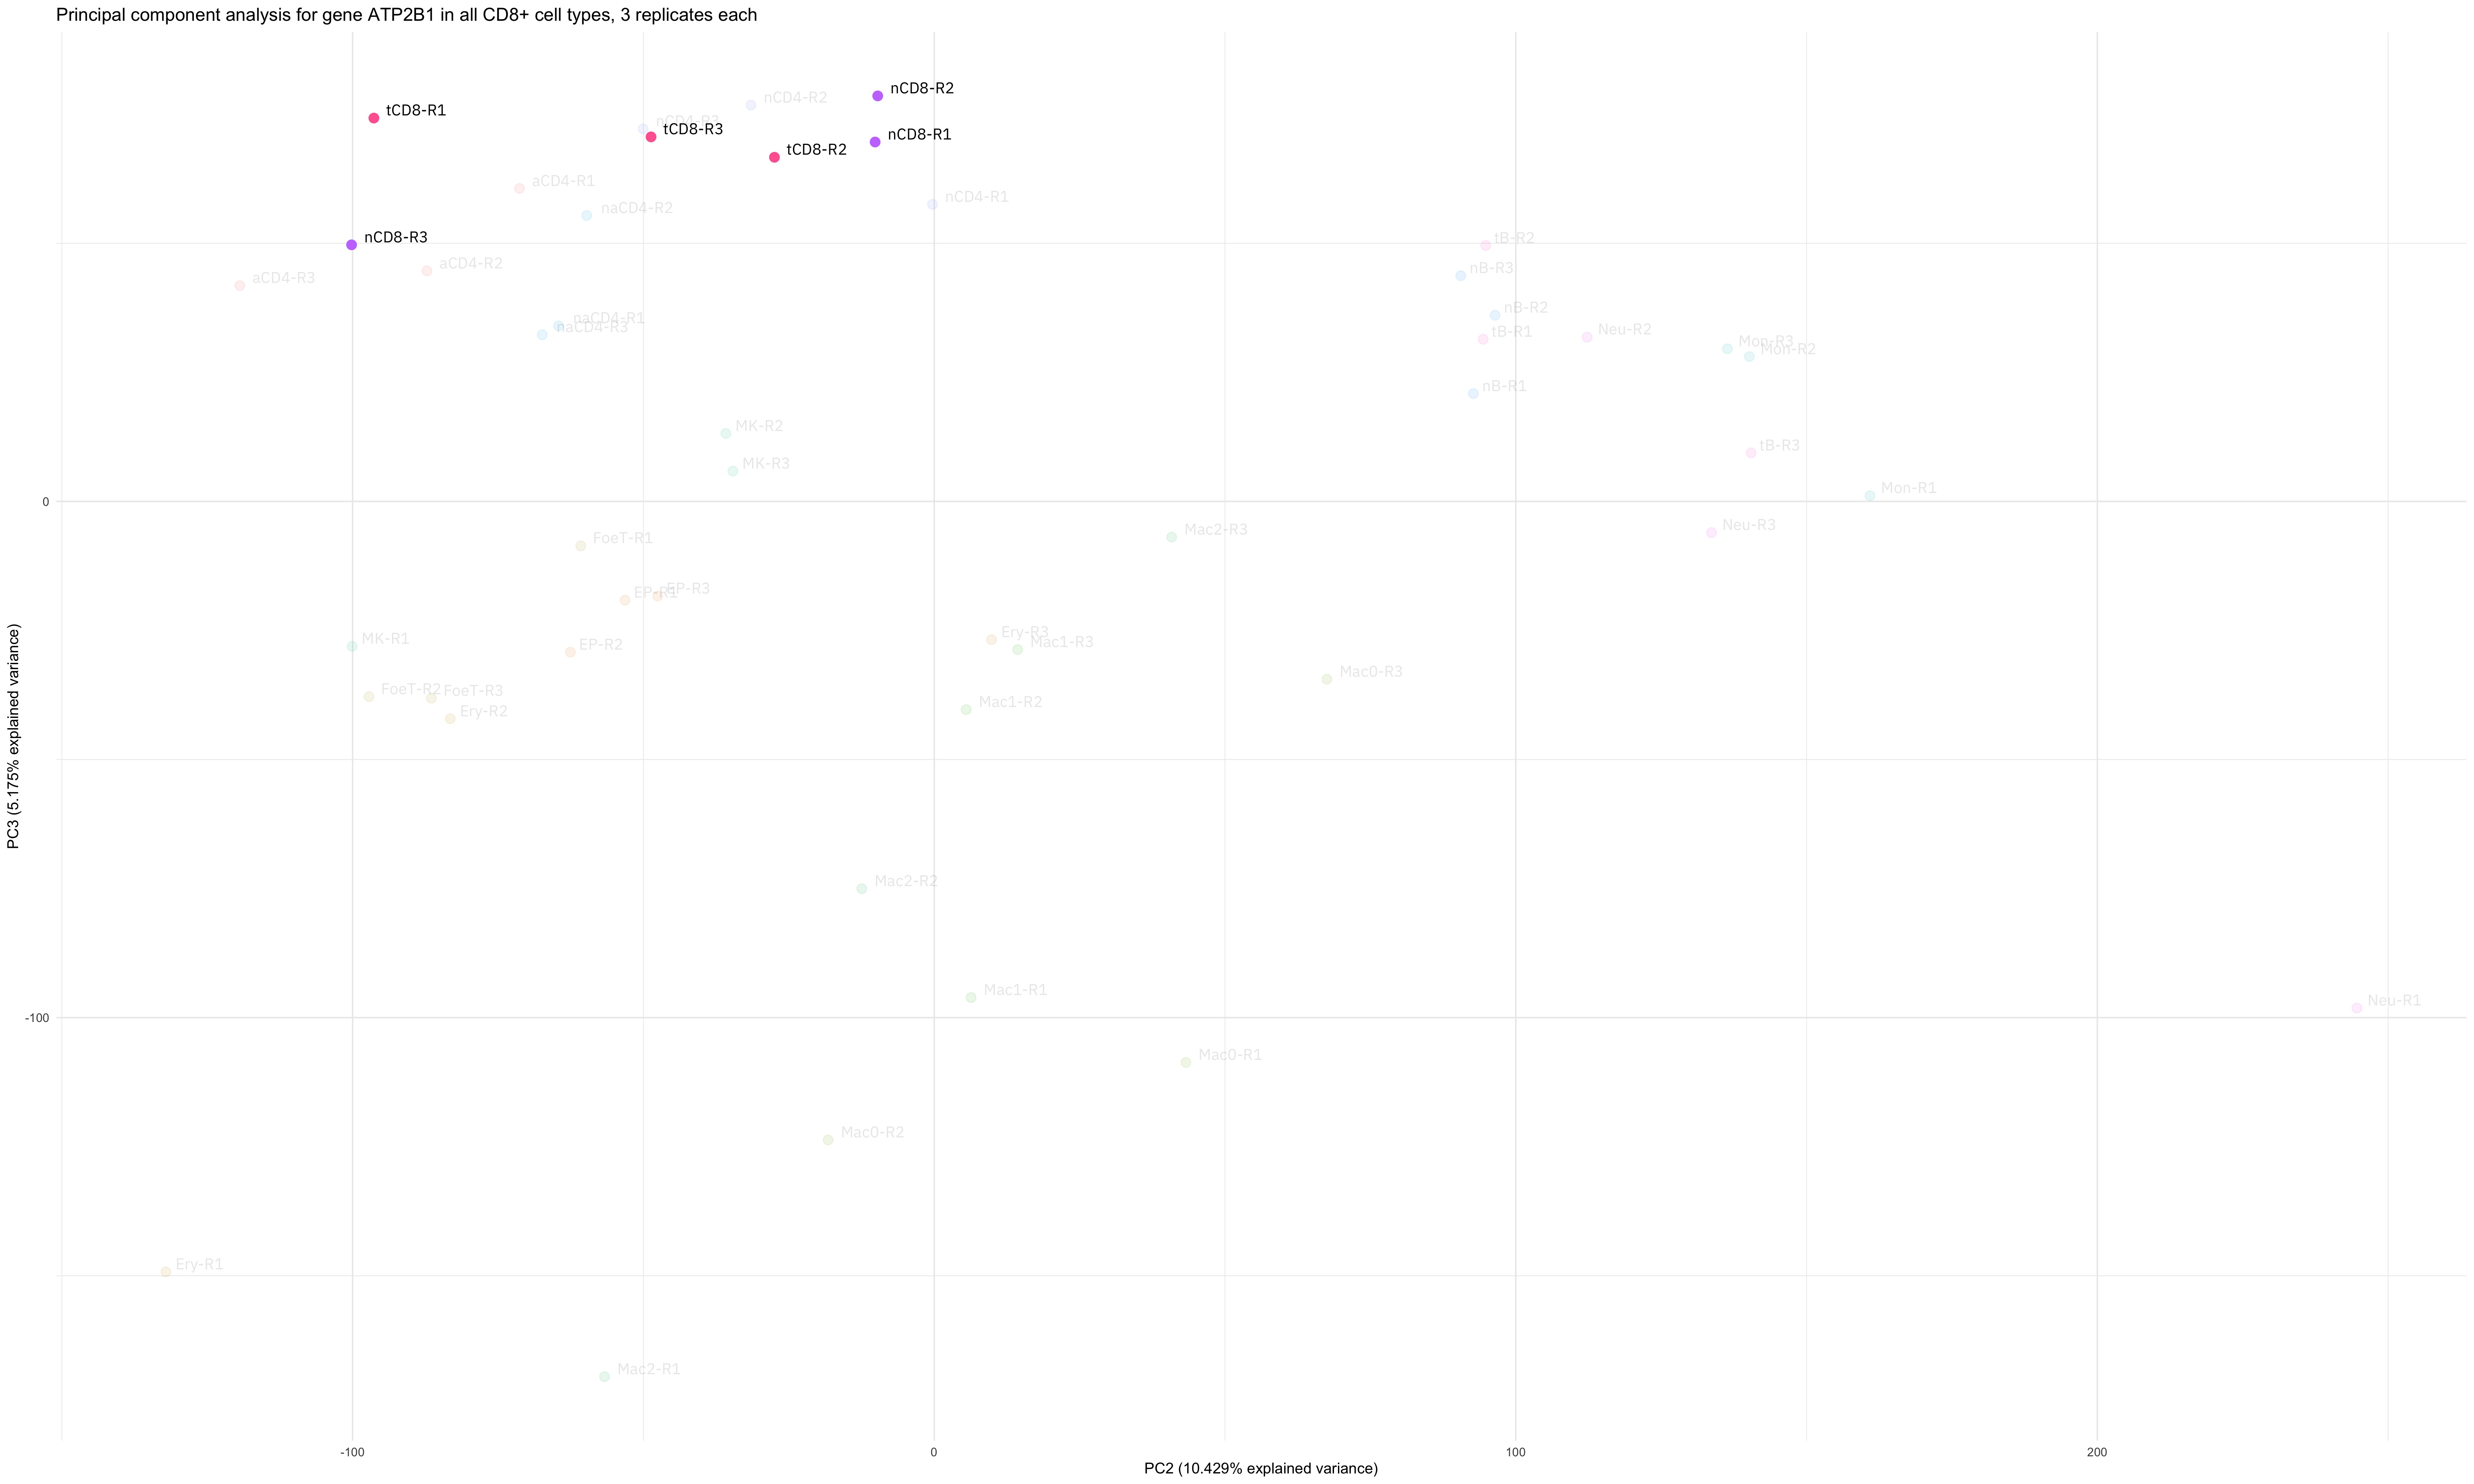 Principal component analysis for gene ATP2B1 in all CD8+ cell types, 3 replicates each
nCD8-R2
nCD4-R2
tCD8-R1
nCD4-R3
tCD8-R3
nCD8-R1
tCD8-R2
aCD4-R1
nCD4-R1
naCD4-R2
nCD8-R3
tB-R2
aCD4-R2
nB-R3
aCD4-R3
nB-R2
naCD4-R1
naCD4-R3
tB-R1
Neu-R2
Mon-R3
Mon-R2
nB-R1
MK-R2
tB-R3
MK-R3
Mon-R1
0
Neu-R3
Mac2-R3
FoeT-R1
EP-R1
EP-R3
Ery-R3
MK-R1
Mac1-R3
EP-R2
Mac0-R3
FoeT-R2
FoeT-R3
Mac1-R2
Ery-R2
PC3 (5.175% explained variance)
Mac2-R2
Mac1-R1
Neu-R1
-100
Mac0-R1
Mac0-R2
Ery-R1
Mac2-R1
-100
0
100
200
PC2 (10.429% explained variance)